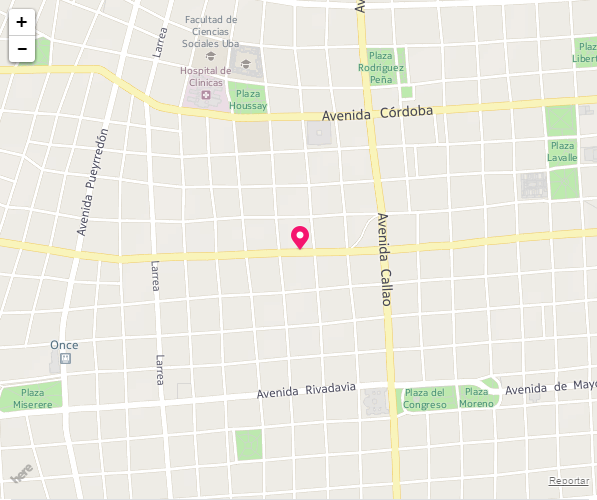 +
−
Facultad de
Ciencias
Sociales Uba
Av
Larrea
Hospital de
Clínicas
Plaza
Rodríguez
Peña
Plaza
Libert
Plaza
Houssay
Avenida Córdoba
Avenida Pueyrredón
Plaza
Lavalle
Avenida Callao
Larrea
Once
Larrea
Plaza
Miserere
Avenida Rivadavia
Plaza del
Congreso
Plaza
Moreno
Avenida de Mayo
here
Reportar